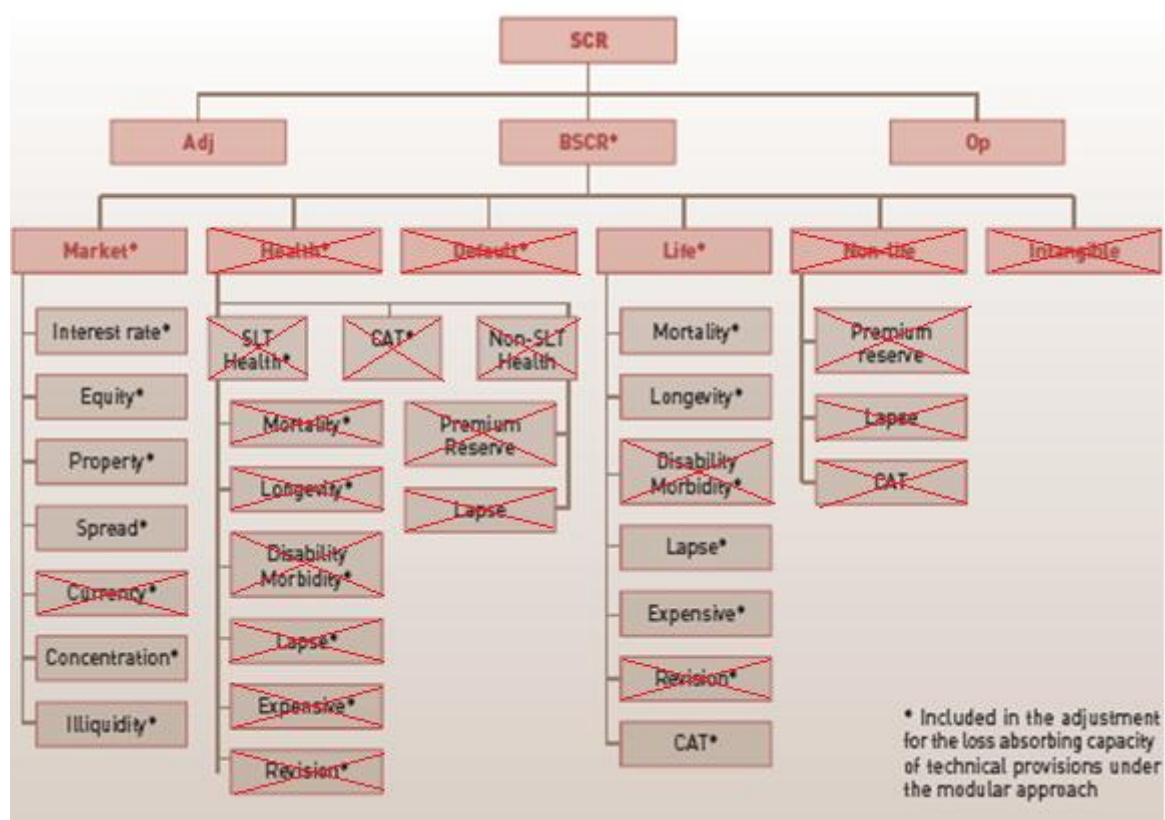 SCR
Adj
BSCR*
Op
Market*
Health*
Default*
Life*
Non-life
Intangible
Interest rate*
Equity*
Property*
Spread*
Currency*
Concentration*
Illiquidity*
SLT
Health*
CAT*
Non-SLT
Health
Mortality*
Longevity*
Disability
Morbidity*
Lapse*
Expensive*
Revision*
Premium
Reserve
Lapse
Mortality*
Longevity*
Disability
Morbidity*
Lapse*
Expensive*
Revision*
CAT*
Premium
reserve
Lapse
CAT
* Included in the adjustment
for the loss absorbing capacity
of technical provisions under
the modular approach